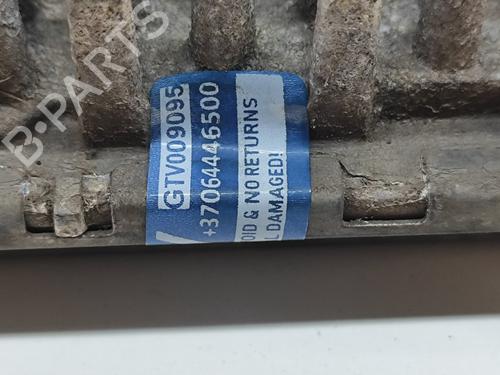 B-PARTS
GTV009095
+37064446500
OID & NO RETURNS
L DAMAGED!